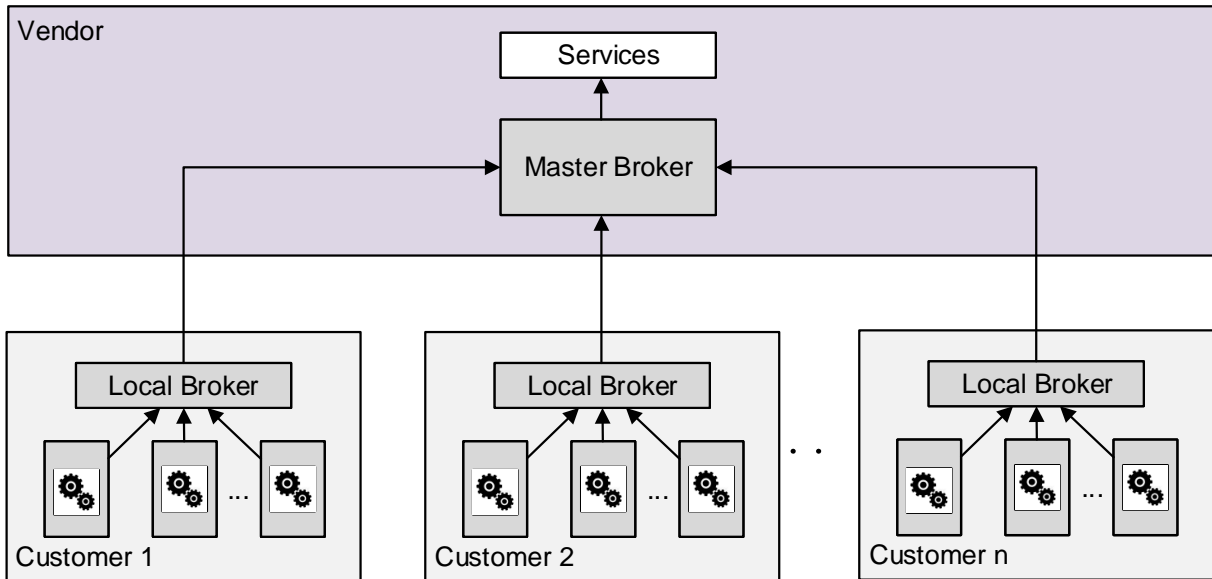 Vendor
Services
Master Broker
Local Broker
Local Broker
Local Broker
...
...
. .
...
Customer 1
Customer 2
Customer n